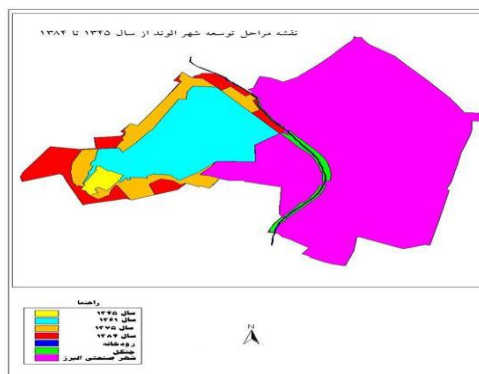 نقشه مراحل توسعه شهر الوند از سال ۱۳۴۵ تا ۱۳۸۴
N
راهنما
سال ۱۳۴۵
سال ۱۳۶۱
سال ۱۳۷۵
سال ۱۳۸۴
رودخانه
جنگل
شهر صنعتی البرز